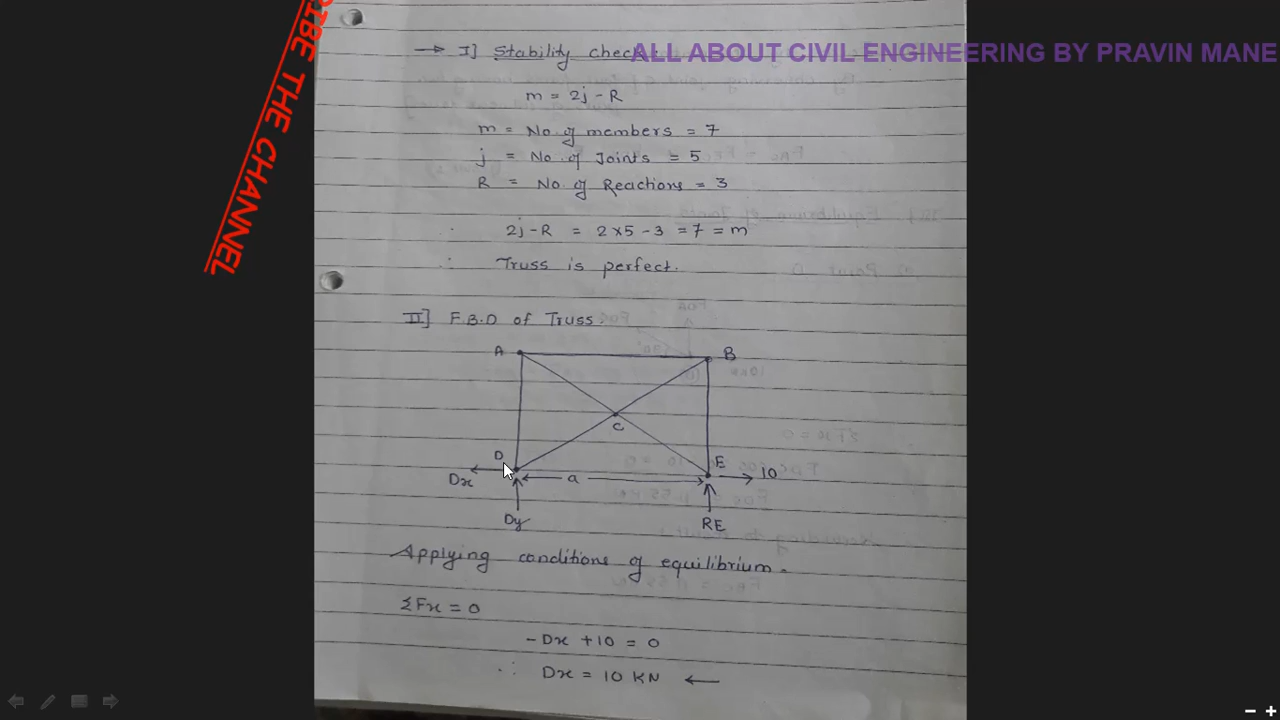 IBE THE CHANNEL
ALL ABOUT CIVIL ENGINEERING BY PRAVIN MANE
→ I] Stability check
m = 2j - R
m = No. of members = 7
j = No. of Joints = 5
R = No. of Reactions = 3
2j-R = 2×5-3 = 7 = m
∴ Truss is perfect.
II] F.B.D of Truss.
A B
C
D E
Dx a 10
Dy RE
Applying conditions of equilibrium.
ΣFx = 0
-Dx + 10 = 0
∴ Dx = 10 KN ←